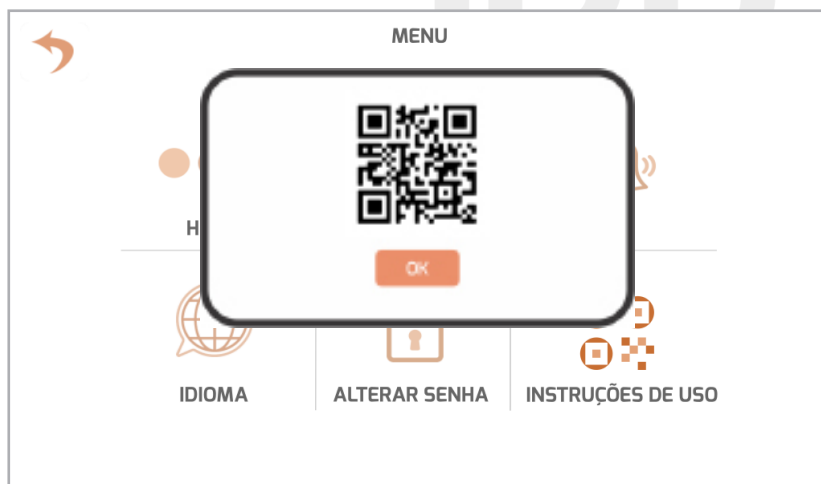 MENU
OK
H
IDIOMA
ALTERAR SENHA
INSTRUÇÕES DE USO